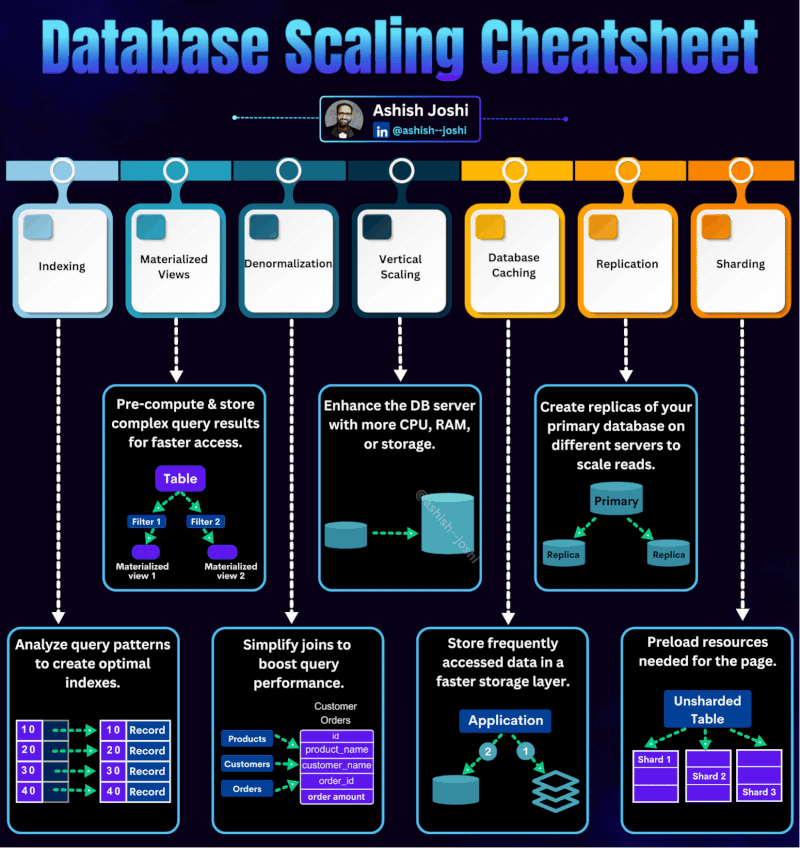 Database Scaling Cheatsheet
Ashish Joshi
in @ashish--joshi
Indexing
Materialized
Views
Denormalization
Vertical
Scaling
Database
Caching
Replication
Sharding
Pre-compute & store
complex query results
for faster access.
Table
Filter 1
Filter 2
Materialized
view 1
Materialized
view 2
Enhance the DB server
with more CPU, RAM,
or storage.
@ashish--joshi
Create replicas of your
primary database on
different servers to
scale reads.
Primary
Replica
Replica
Analyze query patterns
to create optimal
indexes.
10 10 Record
20 20 Record
30 30 Record
40 40 Record
Simplify joins to
boost query
performance.
Customer
Orders
Products
Customers
Orders
id
product_name
customer_name
order_id
order amount
Store frequently
accessed data in a
faster storage layer.
Application
2 1
Preload resources
needed for the page.
Unsharded
Table
Shard 1
Shard 2
Shard 3